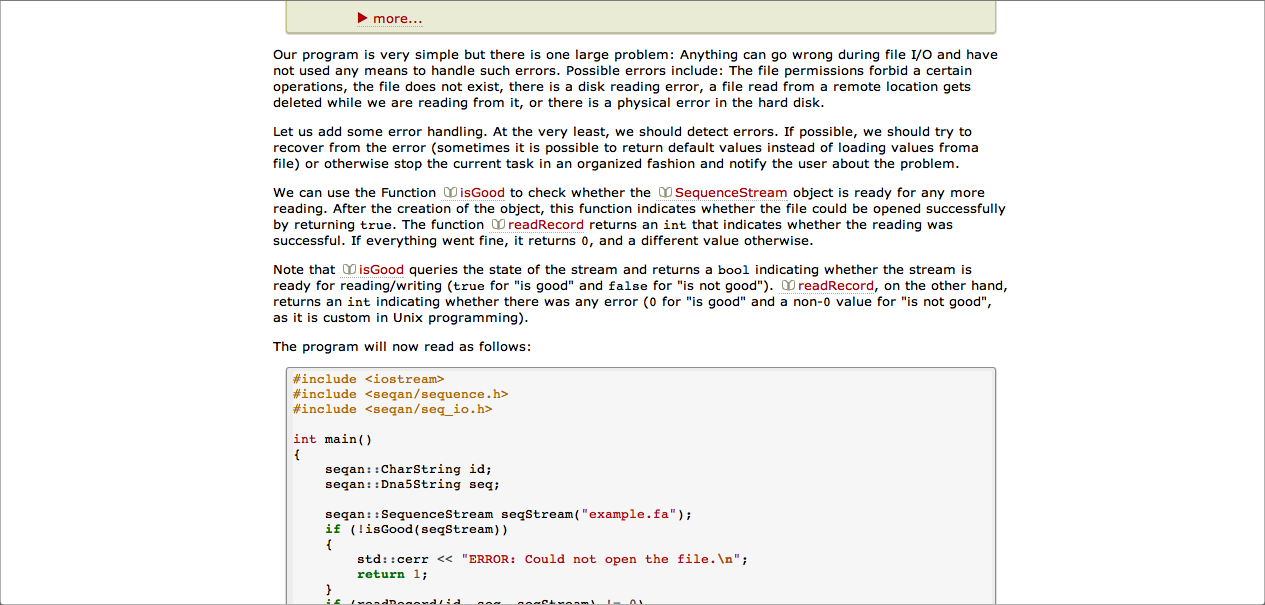 ▶ more...
Our program is very simple but there is one large problem: Anything can go wrong during file I/O and have
not used any means to handle such errors. Possible errors include: The file permissions forbid a certain
operations, the file does not exist, there is a disk reading error, a file read from a remote location gets
deleted while we are reading from it, or there is a physical error in the hard disk.
Let us add some error handling. At the very least, we should detect errors. If possible, we should try to
recover from the error (sometimes it is possible to return default values instead of loading values froma
file) or otherwise stop the current task in an organized fashion and notify the user about the problem.
We can use the Function isGood to check whether the SequenceStream object is ready for any more
reading. After the creation of the object, this function indicates whether the file could be opened successfully
by returning true. The function readRecord returns an int that indicates whether the reading was
successful. If everything went fine, it returns 0, and a different value otherwise.
Note that isGood queries the state of the stream and returns a bool indicating whether the stream is
ready for reading/writing (true for "is good" and false for "is not good"). readRecord, on the other hand,
returns an int indicating whether there was any error (0 for "is good" and a non-0 value for "is not good",
as it is custom in Unix programming).
The program will now read as follows:
#include <iostream>
#include <seqan/sequence.h>
#include <seqan/seq_io.h>
int main()
{
    seqan::CharString id;
    seqan::Dna5String seq;
    seqan::SequenceStream seqStream("example.fa");
    if (!isGood(seqStream))
    {
        std::cerr << "ERROR: Could not open the file.\n";
        return 1;
    }
    if (readRecord(id, seq, seqStream) != 0)